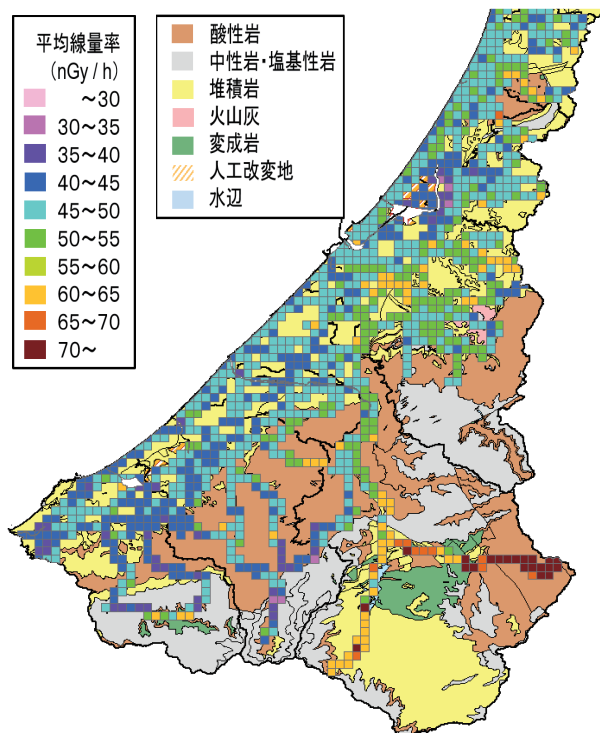 平均線量率
（nGy / h）
～30
30～35
35～40
40～45
45～50
50～55
55～60
60～65
65～70
70～
酸性岩
中性岩・塩基性岩
堆積岩
火山灰
変成岩
人工改変地
水辺